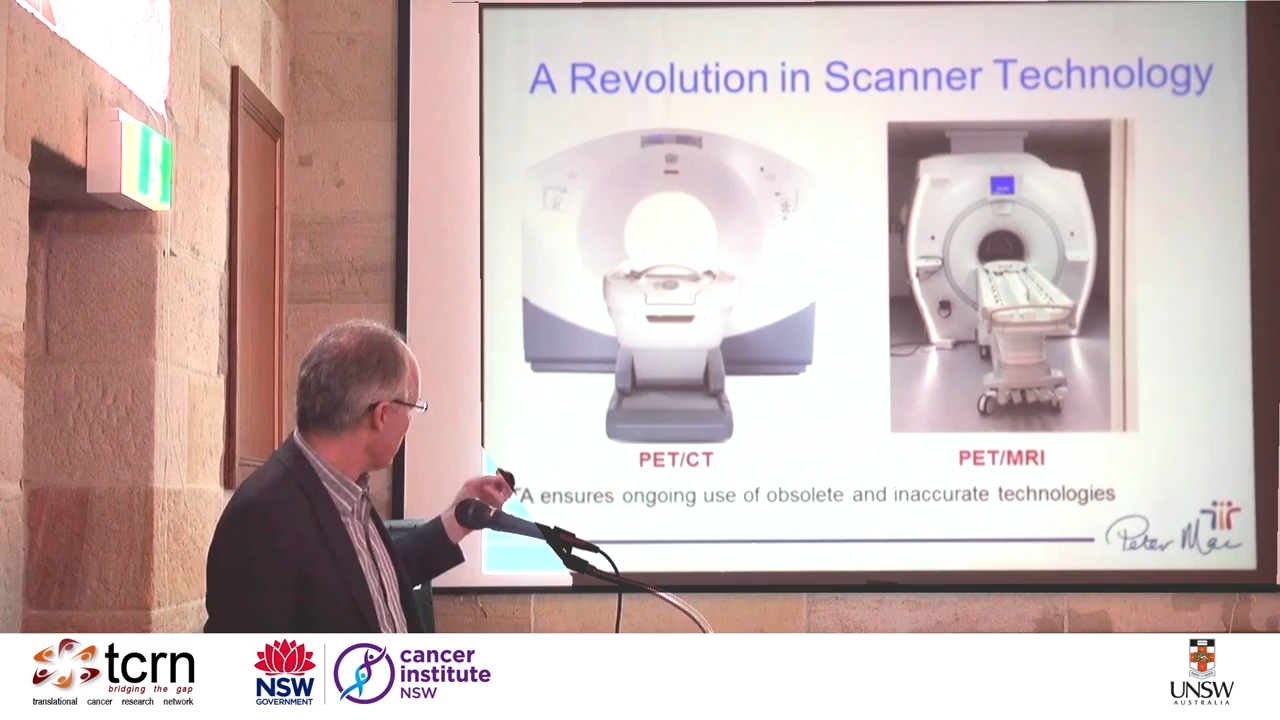 A Revolution in Scanner Technology
PET/CT
PET/MRI
ensures ongoing use of obsolete and inaccurate technologies
Peter Mac
tcrn
bridging the gap
translational cancer research network
NSW
GOVERNMENT
cancer
institute
NSW
UNSW
AUSTRALIA